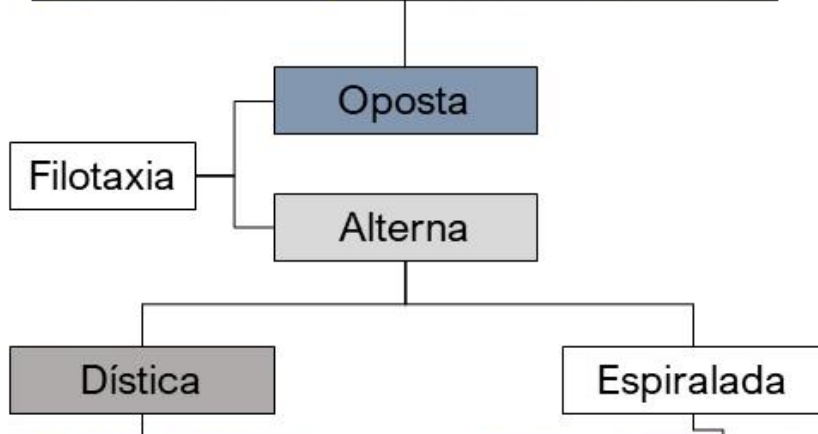 Oposta
Filotaxia
Alterna
Dística
Espiralada